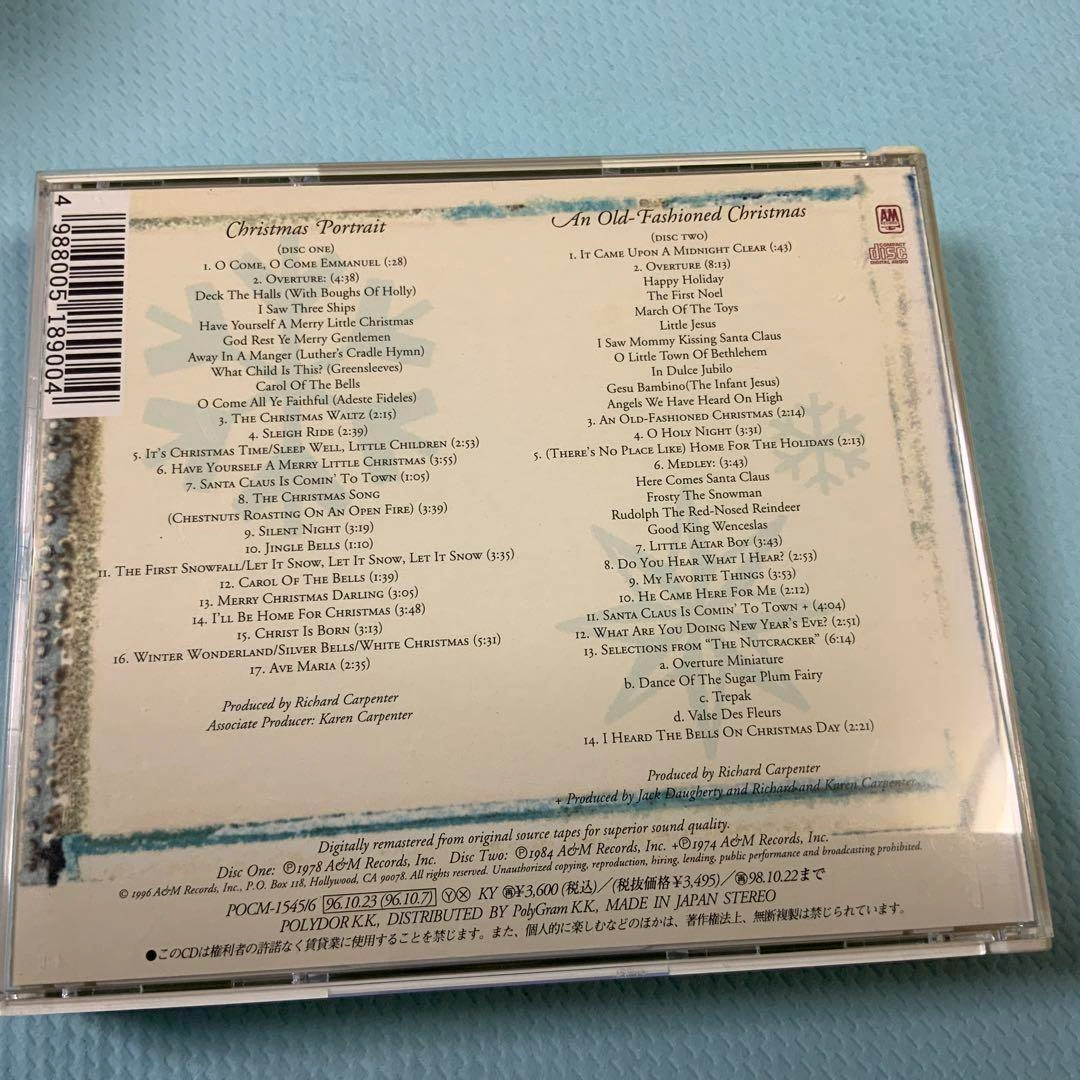 4 988005 189004
Christmas Portrait
(DISC ONE)
1. O COME, O COME EMMANUEL (:28)
2. OVERTURE: (4:38)
Deck The Halls (With Boughs Of Holly)
I Saw Three Ships
Have Yourself A Merry Little Christmas
God Rest Ye Merry Gentlemen
Away In A Manger (Luther's Cradle Hymn)
What Child Is This? (Greensleeves)
Carol Of The Bells
O Come All Ye Faithful (Adeste Fideles)
3. THE CHRISTMAS WALTZ (2:15)
4. SLEIGH RIDE (2:39)
5. IT'S CHRISTMAS TIME/SLEEP WELL, LITTLE CHILDREN (2:53)
6. HAVE YOURSELF A MERRY LITTLE CHRISTMAS (3:55)
7. SANTA CLAUS IS COMIN' TO TOWN (1:05)
8. THE CHRISTMAS SONG
(CHESTNUTS ROASTING ON AN OPEN FIRE) (3:39)
9. SILENT NIGHT (3:19)
10. JINGLE BELLS (1:10)
11. THE FIRST SNOWFALL/LET IT SNOW, LET IT SNOW, LET IT SNOW (3:35)
12. CAROL OF THE BELLS (1:39)
13. MERRY CHRISTMAS DARLING (3:05)
14. I'LL BE HOME FOR CHRISTMAS (3:48)
15. CHRIST IS BORN (3:13)
16. WINTER WONDERLAND/SILVER BELLS/WHITE CHRISTMAS (5:31)
17. AVE MARIA (2:35)
Produced by Richard Carpenter
Associate Producer: Karen Carpenter
An Old-Fashioned Christmas
(DISC TWO)
1. IT CAME UPON A MIDNIGHT CLEAR (:43)
2. OVERTURE (8:13)
Happy Holiday
The First Noel
March Of The Toys
Little Jesus
I Saw Mommy Kissing Santa Claus
O Little Town Of Bethlehem
In Dulce Jubilo
Gesu Bambino(The Infant Jesus)
Angels We Have Heard On High
3. AN OLD-FASHIONED CHRISTMAS (2:14)
4. O HOLY NIGHT (3:31)
5. (THERE'S NO PLACE LIKE) HOME FOR THE HOLIDAYS (2:13)
6. MEDLEY: (3:43)
Here Comes Santa Claus
Frosty The Snowman
Rudolph The Red-Nosed Reindeer
Good King Wenceslas
7. LITTLE ALTAR BOY (3:43)
8. DO YOU HEAR WHAT I HEAR? (2:53)
9. MY FAVORITE THINGS (3:53)
10. HE CAME HERE FOR ME (2:12)
11. SANTA CLAUS IS COMIN' TO TOWN + (4:04)
12. WHAT ARE YOU DOING NEW YEAR'S EVE? (2:51)
13. SELECTIONS FROM "THE NUTCRACKER" (6:14)
a. Overture Miniature
b. Dance Of The Sugar Plum Fairy
c. Trepak
d. Valse Des Fleurs
14. I HEARD THE BELLS ON CHRISTMAS DAY (2:21)
Produced by Richard Carpenter
+ Produced by Jack Daugherty and Richard and Karen Carpenter
AM
COMPACT
disc
DIGITAL AUDIO
Digitally remastered from original source tapes for superior sound quality.
Disc One: ℗1978 A&M Records, Inc. Disc Two: ℗1984 A&M Records, Inc. +℗1974 A&M Records, Inc.
© 1996 A&M Records, Inc., P.O. Box 118, Hollywood, CA 90078. All rights reserved. Unauthorized copying, reproduction, hiring, lending, public performance and broadcasting prohibited.
POCM-1545/6 96.10.23 (96.10.7) Ⓨ Ⓧ KY 再¥3,600(税込)/(税抜価格¥3,495)/再98.10.22まで
POLYDOR K.K., DISTRIBUTED BY PolyGram K.K., MADE IN JAPAN STEREO
●このCDは権利者の許諾なく賃貸業に使用することを禁じます。また、個人的に楽しむなどのほかは、著作権法上、無断複製は禁じられています。